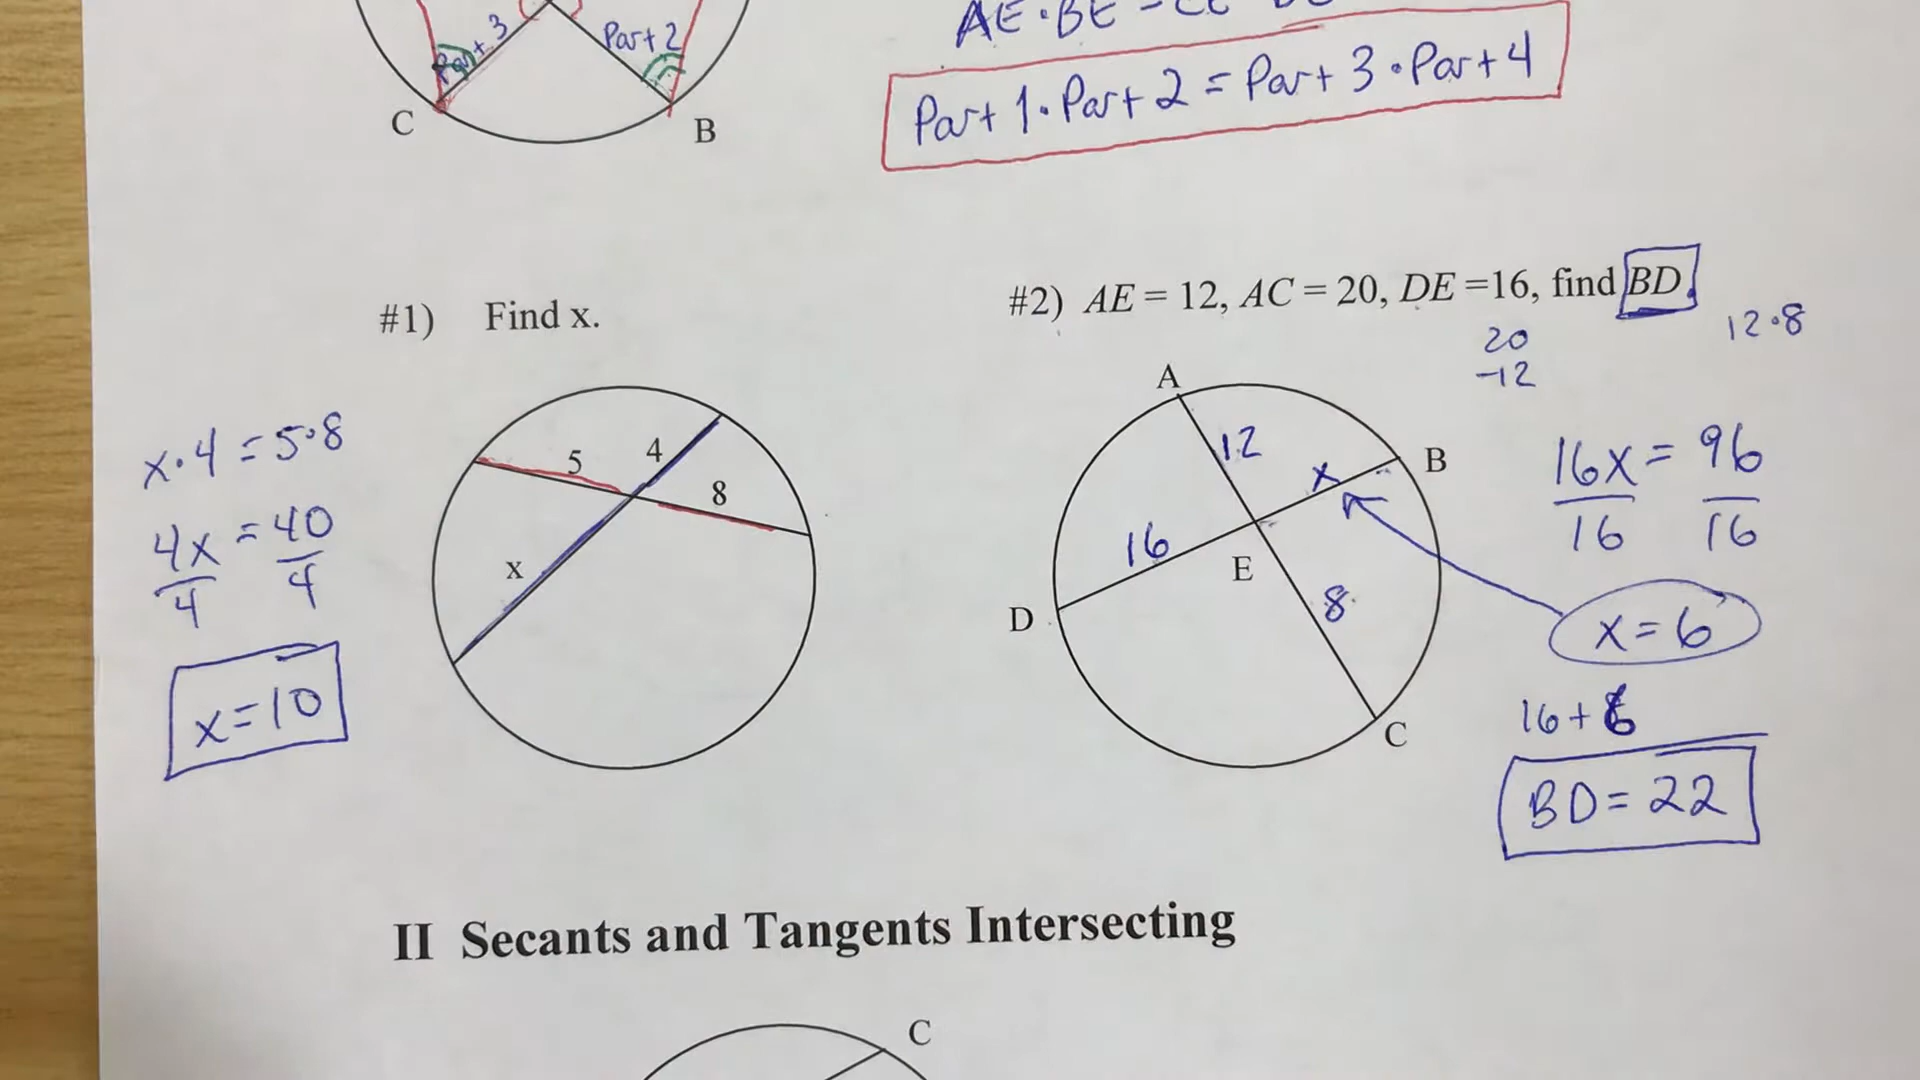 Part 3
Part 2
C
B
AE • BE = CE
Part 1 • Part 2 = Part 3 • Part 4
#1) Find x.
x • 4 = 5 • 8
4x = 40
4 4
x = 10
5
4
8
x
#2) AE = 12, AC = 20, DE =16, find BD.
20
-12
12 • 8
A
12
x
B
16
E
8
D
C
16x = 96
16 16
x = 6
16 + 6
BD = 22
II Secants and Tangents Intersecting
C